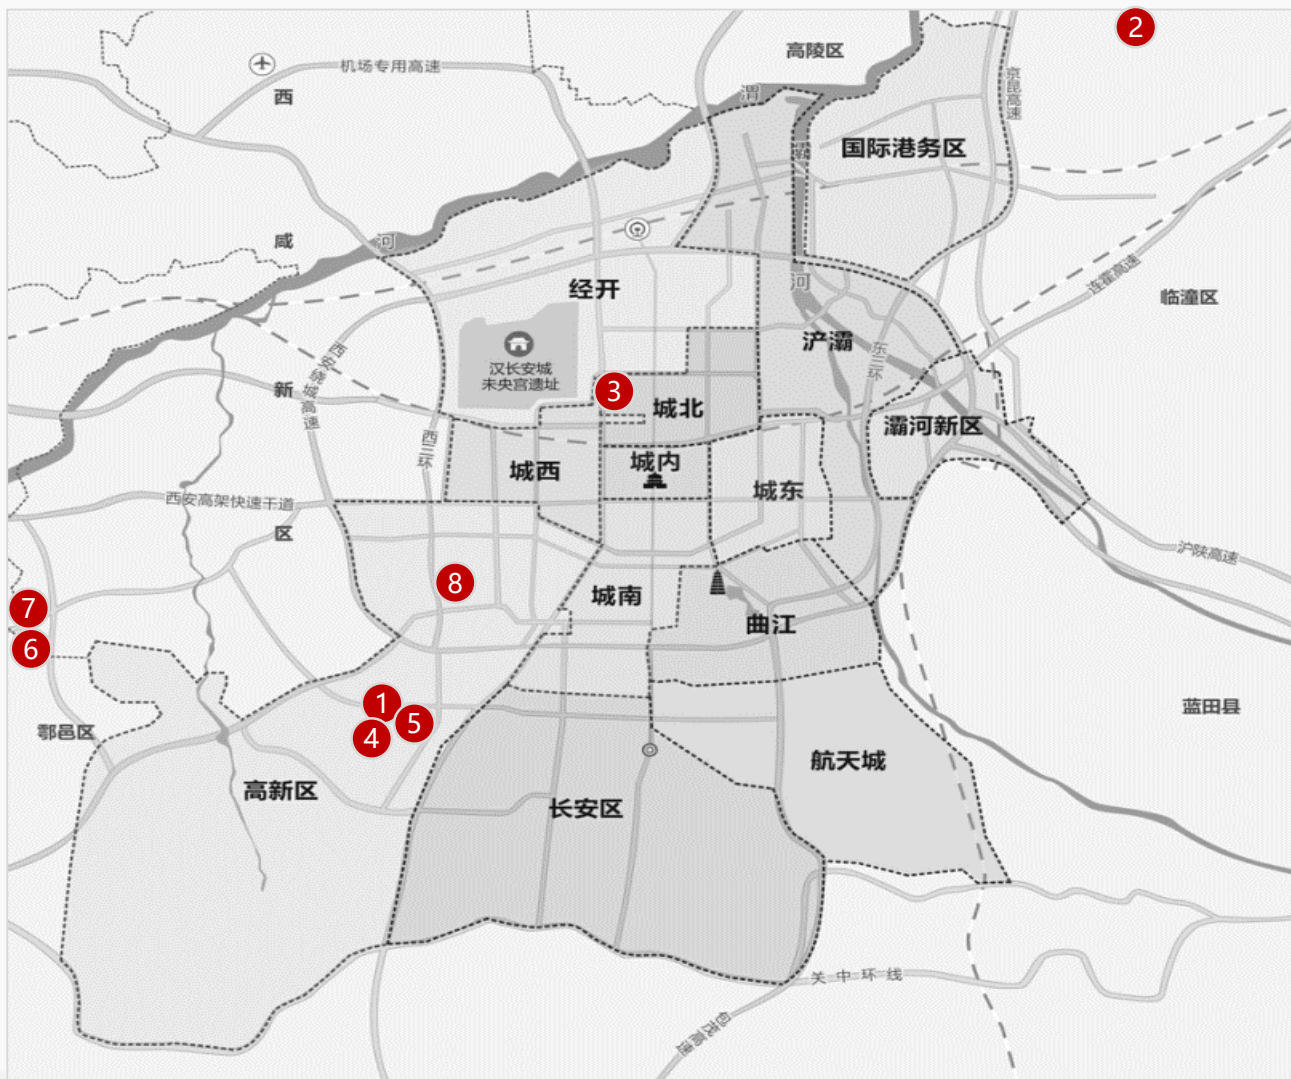 2
高陵区
机场专用高速
西
渭
京昆高速
国际港务区
灞
咸
河
经开
河
连霍高速
临潼区
浐灞
东三环
汉长安城
未央宫遗址
西安绕城高速
新
3
城北
灞河新区
西三环
城内
城西
城东
西安高架快速干道
区
沪陕高速
8
城南
7
曲江
6
1
蓝田县
5
4
鄠邑区
航天城
高新区
长安区
关中环线
包茂高速